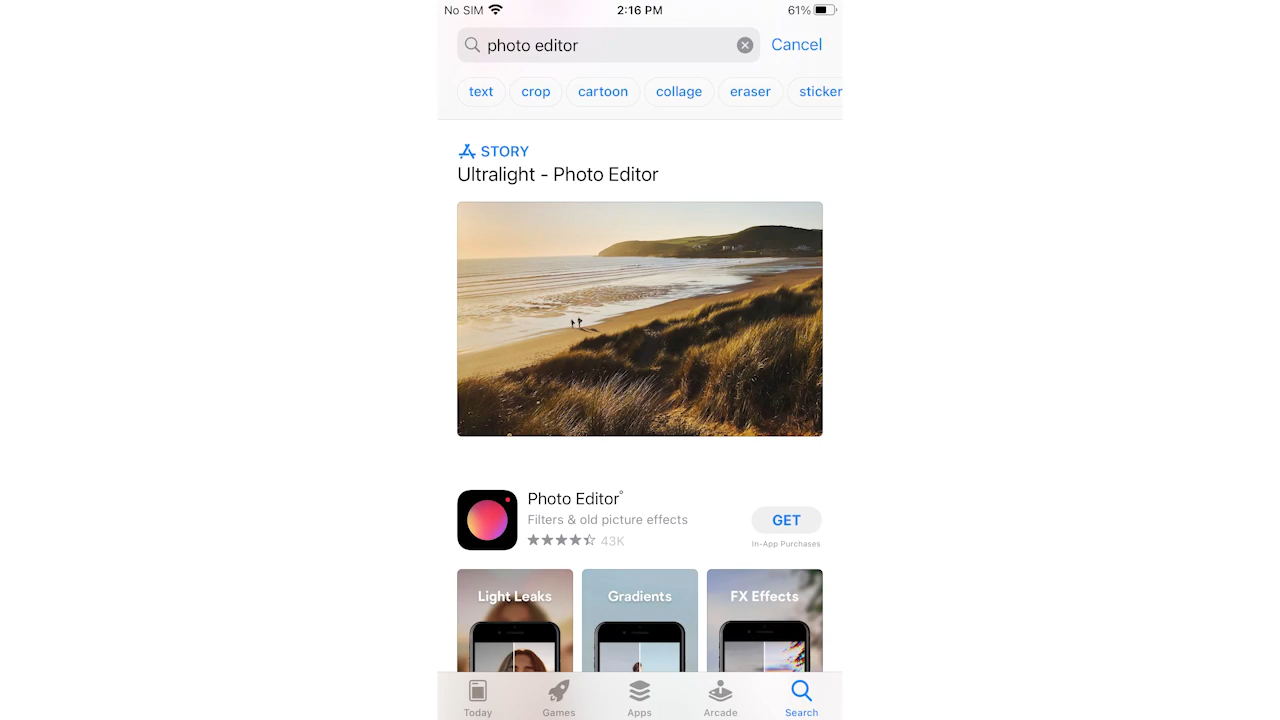 No SIM 2:16 PM 61%
photo editor Cancel
text crop cartoon collage eraser sticker
STORY
Ultralight - Photo Editor
Photo Editor°
Filters & old picture effects
GET
43K
In-App Purchases
Light Leaks Gradients FX Effects
Today Games Apps Arcade Search